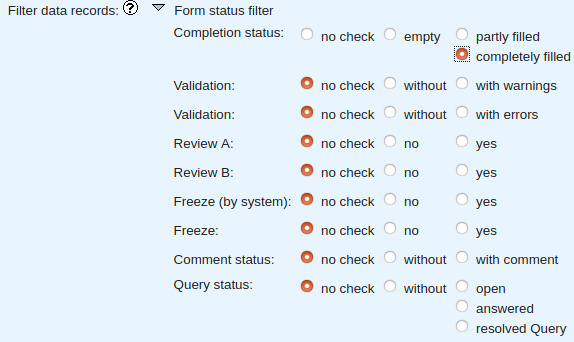 Filter data records: ? Form status filter
Completion status: no check empty partly filled
completely filled
Validation: no check without with warnings
Validation: no check without with errors
Review A: no check no yes
Review B: no check no yes
Freeze (by system): no check no yes
Freeze: no check no yes
Comment status: no check without with comment
Query status: no check without open
answered
resolved Query